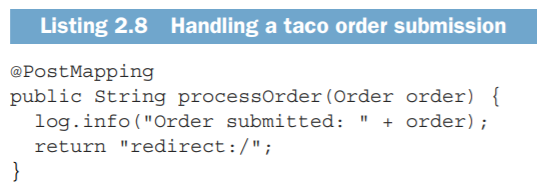 Listing 2.8 Handling a taco order submission
@PostMapping
public String processOrder(Order order) {
  log.info("Order submitted: " + order);
  return "redirect:/";
}